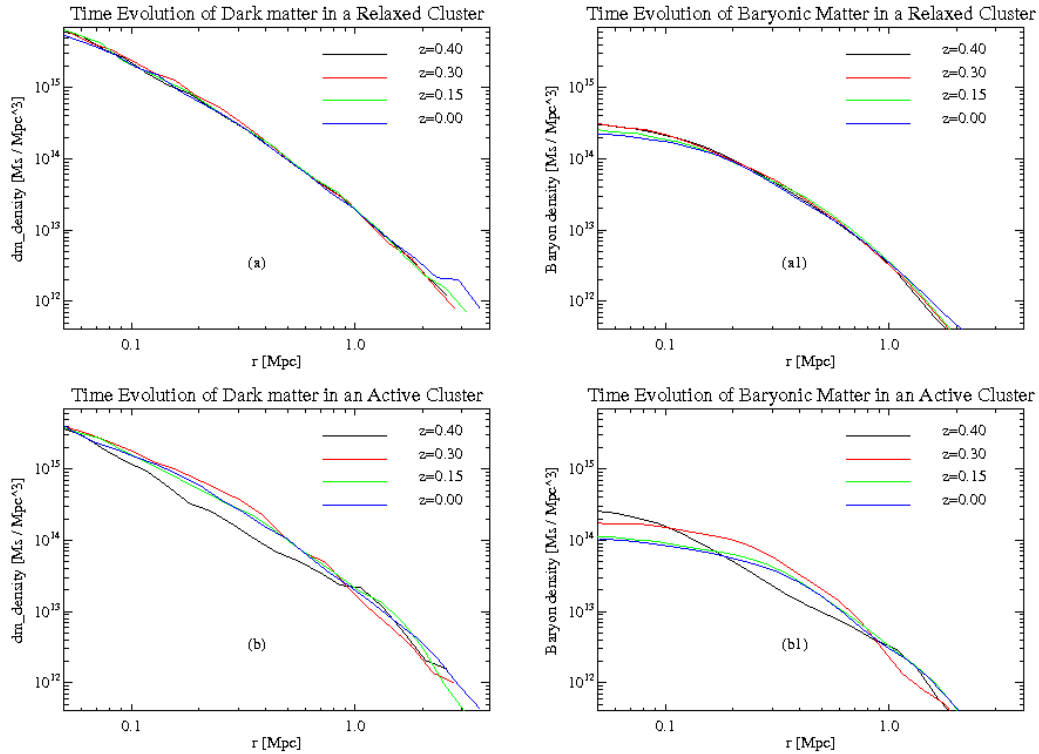 Time Evolution of Dark matter in a Relaxed Cluster
dm_density [Ms / Mpc^3]
10^15
10^14
10^13
10^12
z=0.40
z=0.30
z=0.15
z=0.00
(a)
0.1
1.0
r [Mpc]
Time Evolution of Baryonic Matter in a Relaxed Cluster
Baryon density [Ms / Mpc^3]
10^15
10^14
10^13
10^12
z=0.40
z=0.30
z=0.15
z=0.00
(a1)
0.1
1.0
r [Mpc]
Time Evolution of Dark matter in an Active Cluster
dm_density [Ms / Mpc^3]
10^15
10^14
10^13
10^12
z=0.40
z=0.30
z=0.15
z=0.00
(b)
0.1
1.0
r [Mpc]
Time Evolution of Baryonic Matter in an Active Cluster
Baryon density [Ms / Mpc^3]
10^15
10^14
10^13
10^12
z=0.40
z=0.30
z=0.15
z=0.00
(b1)
0.1
1.0
r [Mpc]